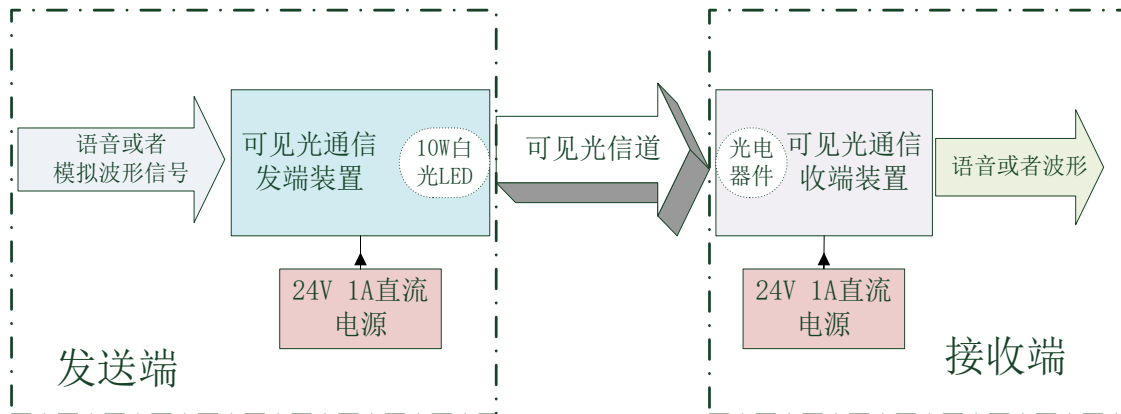 语音或者
模拟波形信号
可见光通信
发端装置
10W白
光LED
24V 1A直流
电源
发送端
可见光信道
光电
器件
可见光通信
收端装置
24V 1A直流
电源
语音或者波形
接收端